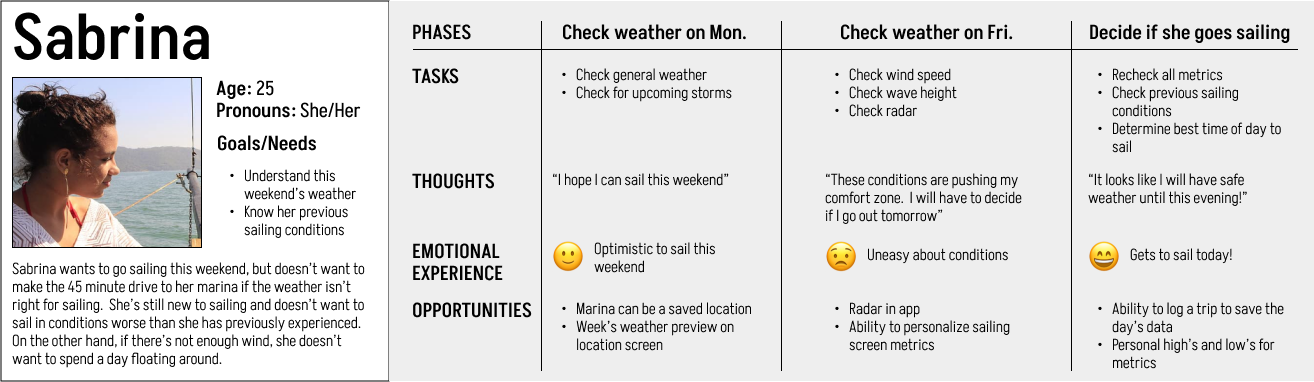 Sabrina
Age: 25
Pronouns: She/Her
Goals/Needs
• Understand this
weekend's weather
• Know her previous
sailing conditions
Sabrina wants to go sailing this weekend, but doesn't want to
make the 45 minute drive to her marina if the weather isn't
right for sailing. She's still new to sailing and doesn't want to
sail in conditions worse than she has previously experienced.
On the other hand, if there's not enough wind, she doesn't
want to spend a day floating around.
PHASES
Check weather on Mon.
Check weather on Fri.
Decide if she goes sailing
TASKS
• Check general weather
• Check for upcoming storms
• Check wind speed
• Check wave height
• Check radar
• Recheck all metrics
• Check previous sailing
conditions
• Determine best time of day to
sail
THOUGHTS
“I hope I can sail this weekend”
“These conditions are pushing my
comfort zone. I will have to decide
if I go out tomorrow”
“It looks like I will have safe
weather until this evening!”
EMOTIONAL
EXPERIENCE
Optimistic to sail this
weekend
Uneasy about conditions
Gets to sail today!
OPPORTUNITIES
• Marina can be a saved location
• Week's weather preview on
location screen
• Radar in app
• Ability to personalize sailing
screen metrics
• Ability to log a trip to save the
day's data
• Personal high's and low's for
metrics